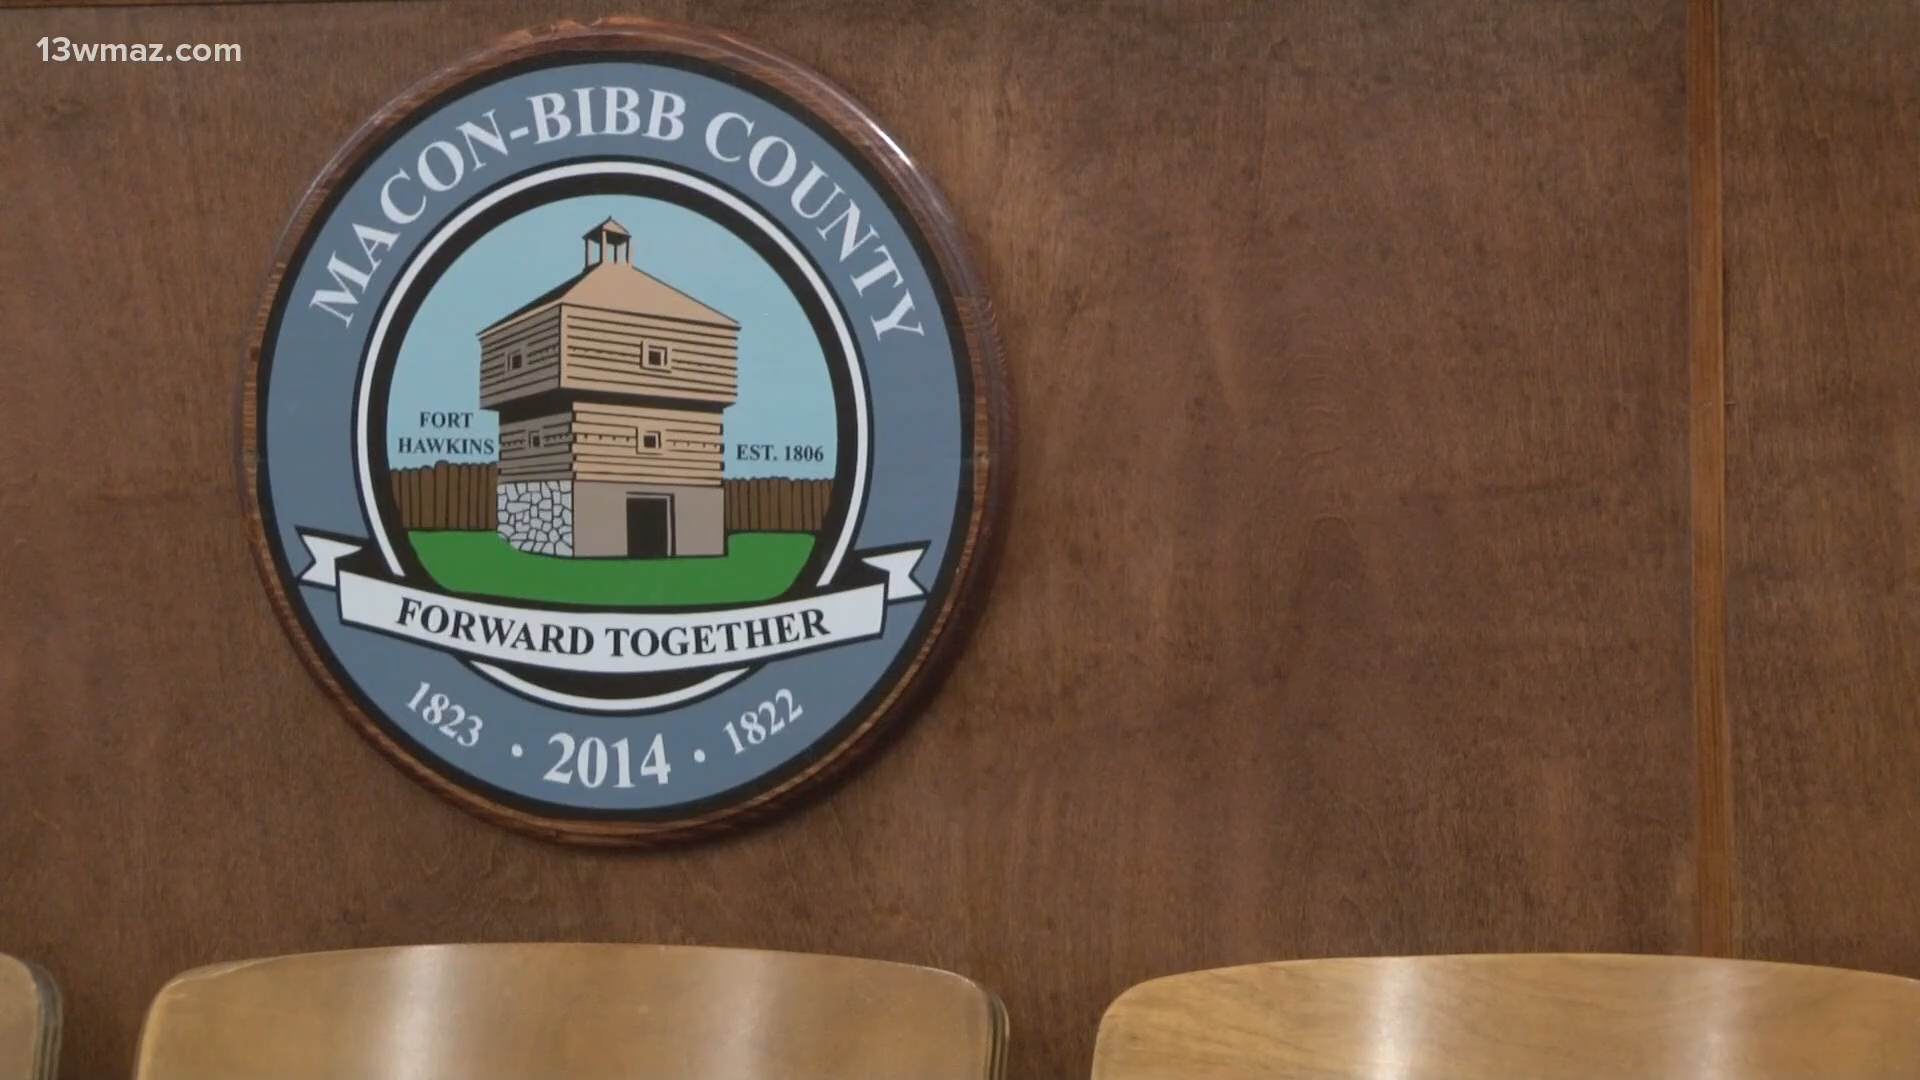 13wmaz.com
MACON-BIBB COUNTY
FORT
HAWKINS
EST. 1806
FORWARD TOGETHER
1823 • 2014 • 1822